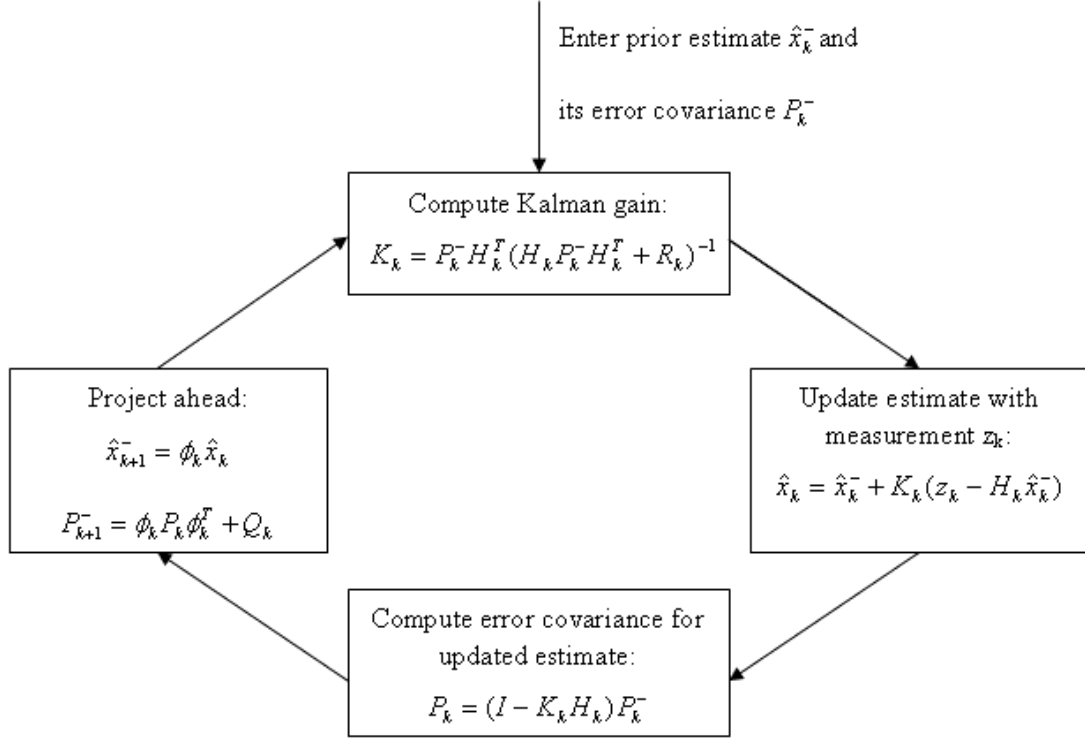 Enter prior estimate x̂ₖ⁻ and
its error covariance Pₖ⁻
Compute Kalman gain:
Kₖ = Pₖ⁻Hₖᵀ(HₖPₖ⁻Hₖᵀ + Rₖ)⁻¹
Update estimate with
measurement zₖ:
x̂ₖ = x̂ₖ⁻ + Kₖ(zₖ − Hₖx̂ₖ⁻)
Compute error covariance for
updated estimate:
Pₖ = (I − KₖHₖ)Pₖ⁻
Project ahead:
x̂ₖ₊₁⁻ = ϕₖx̂ₖ
Pₖ₊₁⁻ = ϕₖPₖϕₖᵀ + Qₖ